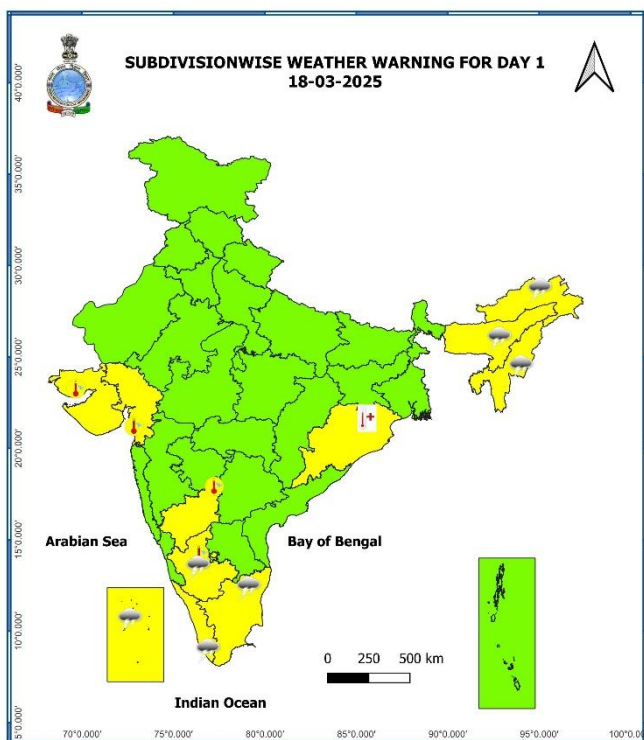 SUBDIVISIONWISE WEATHER WARNING FOR DAY 1
18-03-2025
40°0.000'
35°0.000'
30°0.000'
25°0.000'
20°0.000'
15°0.000'
10°0.000'
5°0.000'
Arabian Sea
Bay of Bengal
0 250 500 km
Indian Ocean
70°0.000' 75°0.000' 80°0.000' 85°0.000' 90°0.000' 95°0.000' 100°0.0